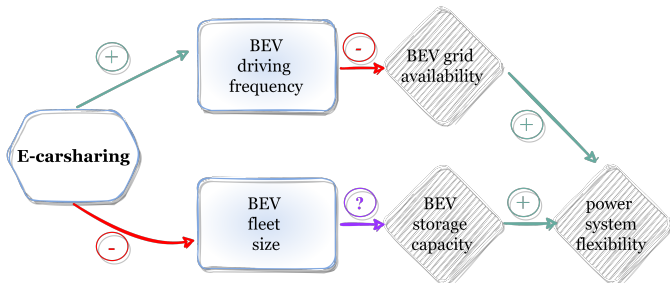 +
BEV
driving
frequency
-
BEV grid
availability
+
E-carsharing
-
BEV
fleet
size
?
BEV
storage
capacity
+
power
system
flexibility